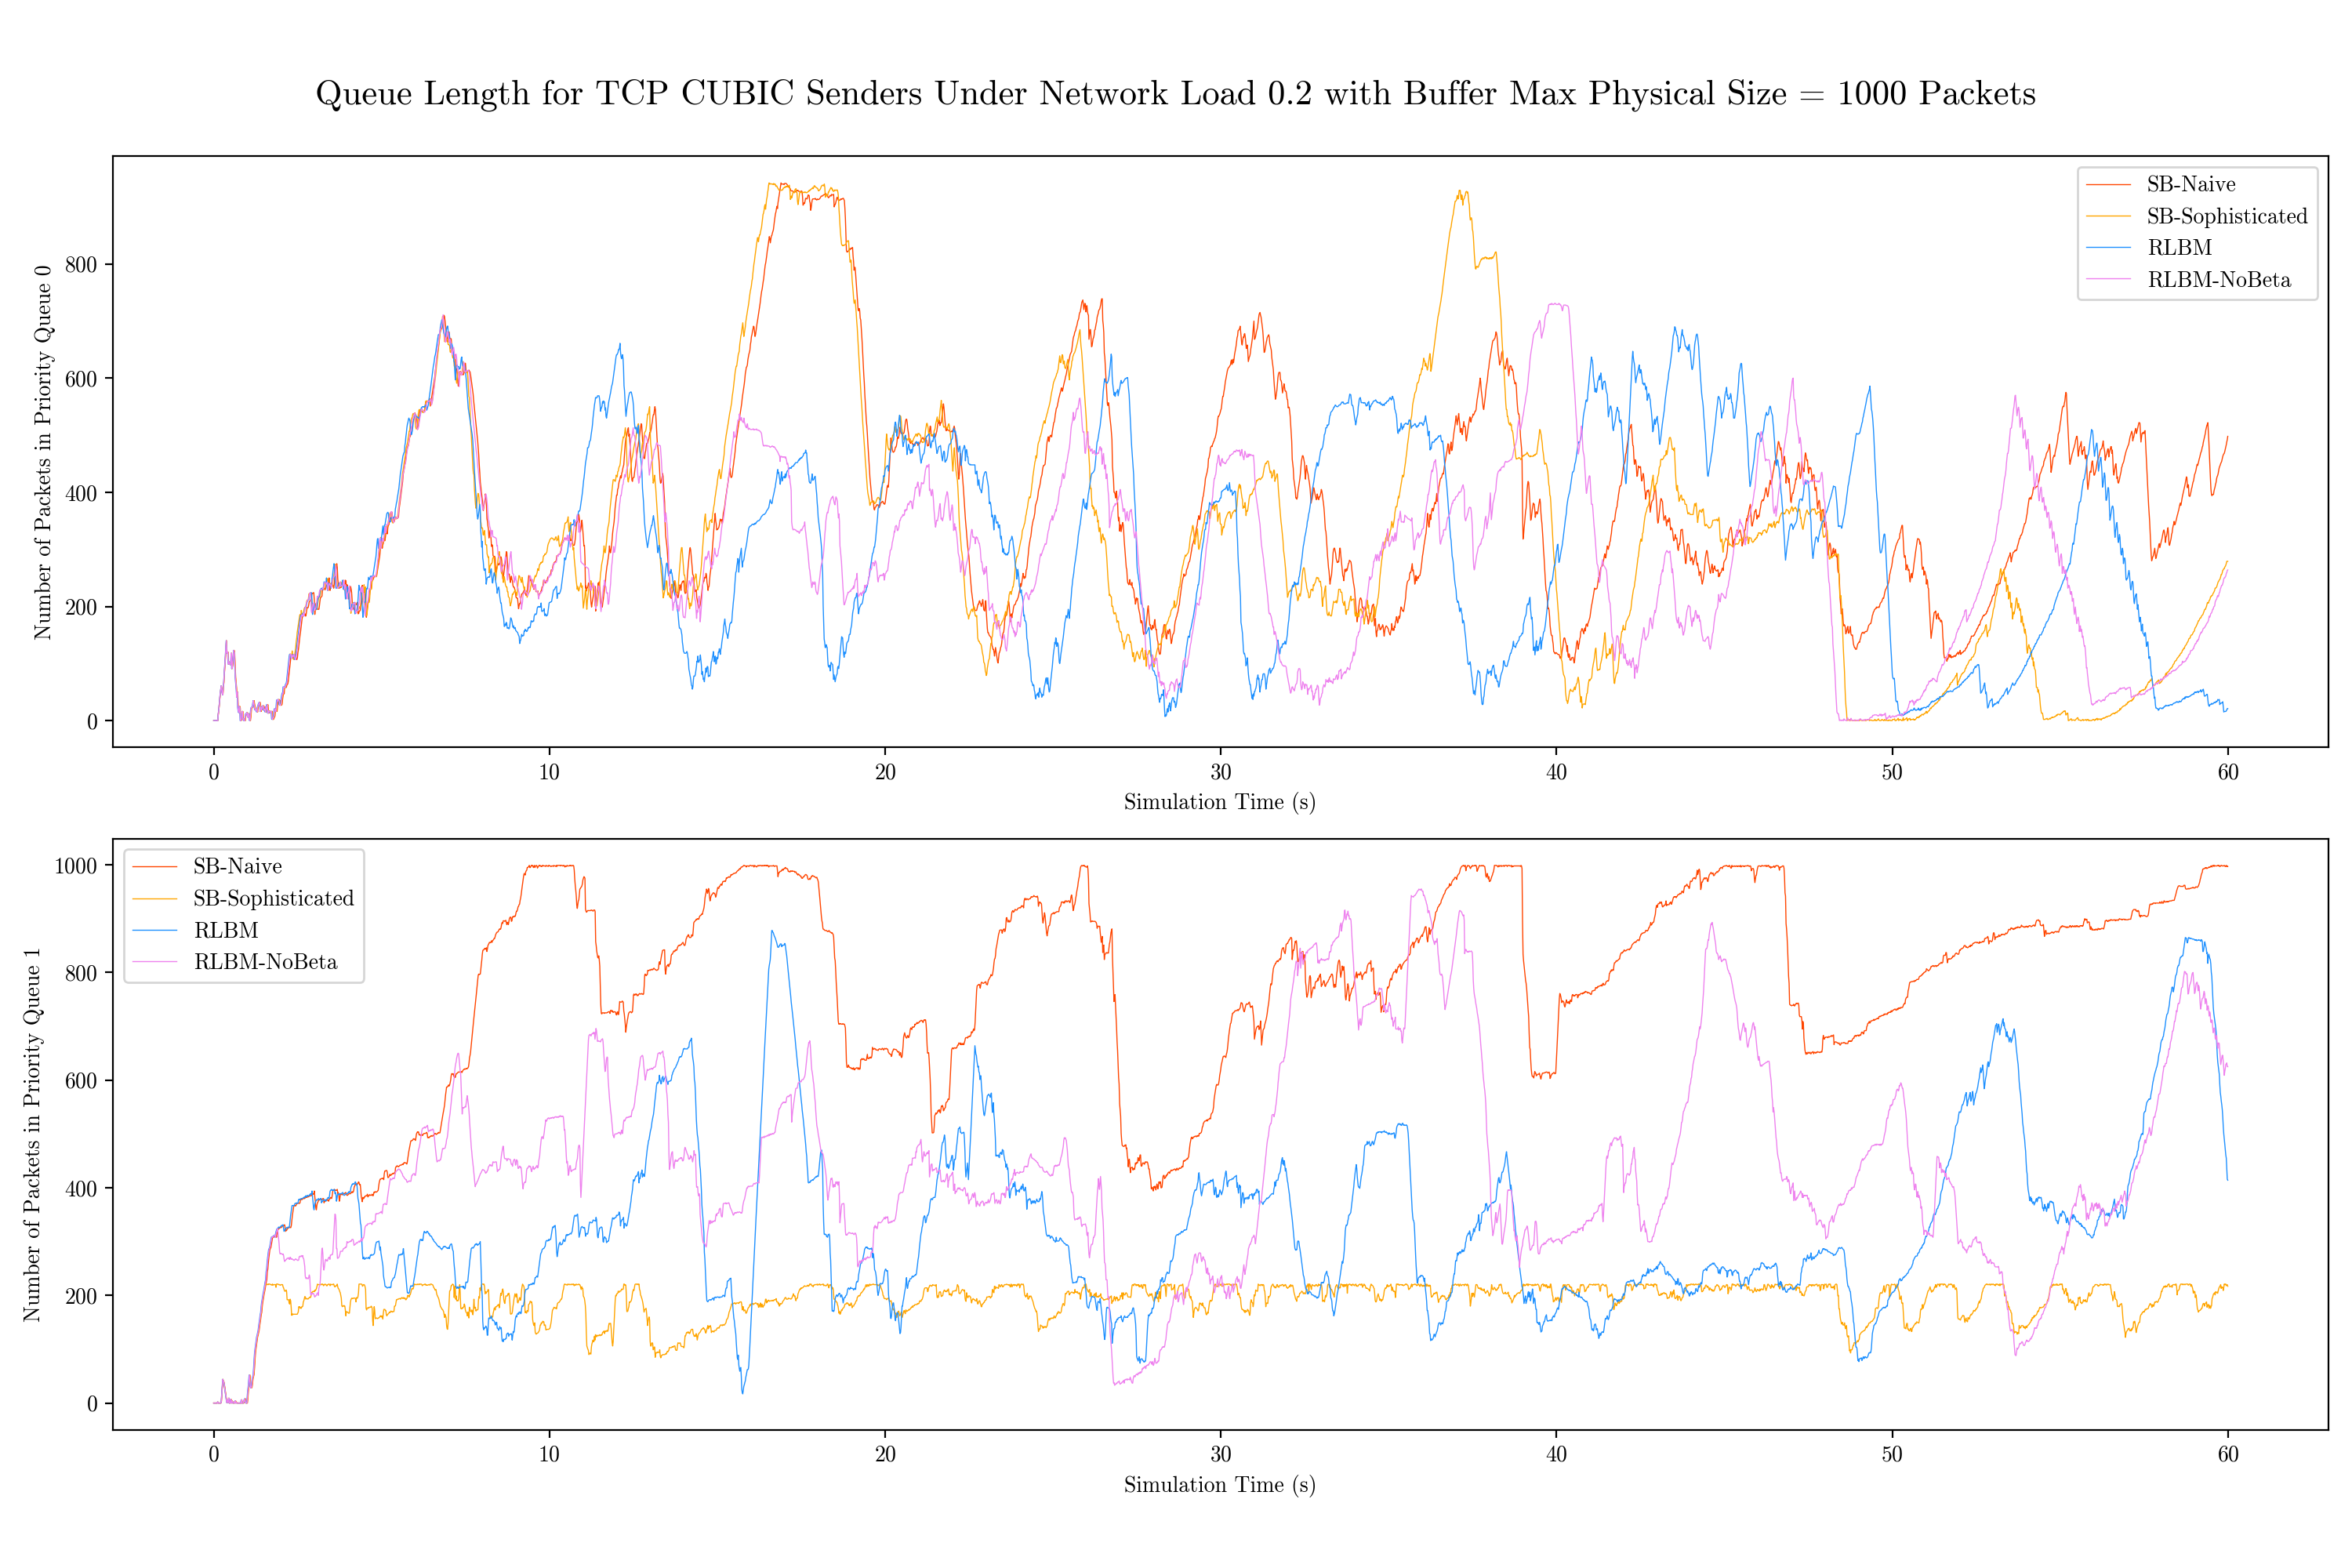 Queue Length for TCP CUBIC Senders Under Network Load 0.2 with Buffer Max Physical Size = 1000 Packets
Number of Packets in Priority Queue 0
800
600
400
200
0
SB-Naive
SB-Sophisticated
RLBM
RLBM-NoBeta
0 10 20 30 40 50 60
Simulation Time (s)
Number of Packets in Priority Queue 1
1000
800
600
400
200
0
SB-Naive
SB-Sophisticated
RLBM
RLBM-NoBeta
0 10 20 30 40 50 60
Simulation Time (s)